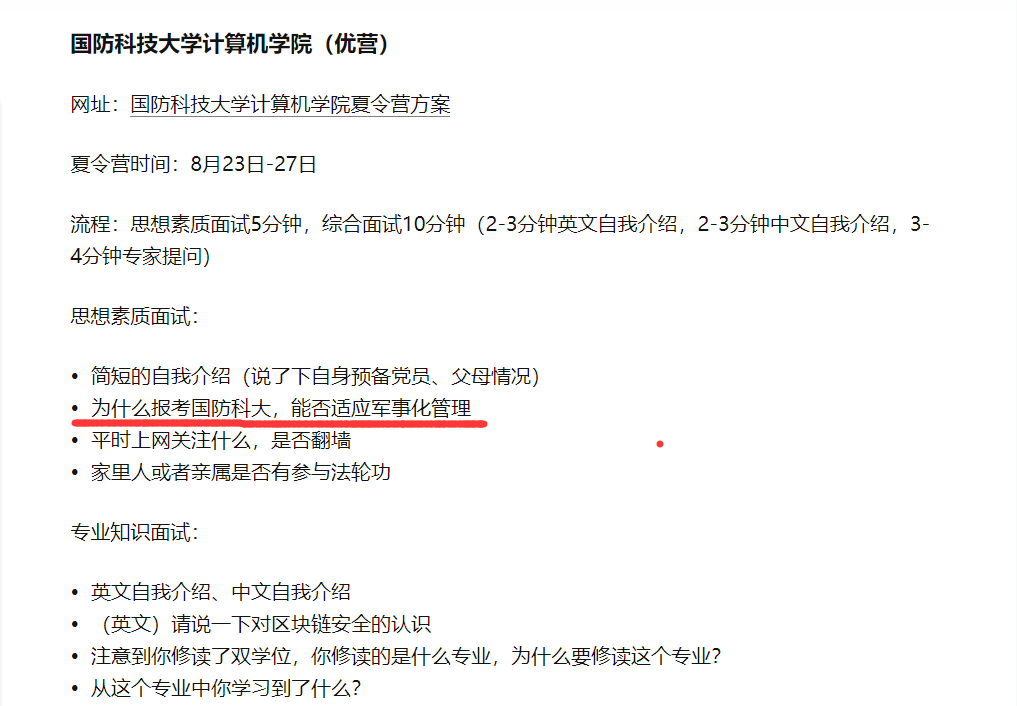 国防科技大学计算机学院（优营）
网址：国防科技大学计算机学院夏令营方案
夏令营时间：8月23日-27日
流程：思想素质面试5分钟，综合面试10分钟（2-3分钟英文自我介绍，2-3分钟中文自我介绍，3-
4分钟专家提问）
思想素质面试：
• 简短的自我介绍（说了下自身预备党员、父母情况）
• 为什么报考国防科大，能否适应军事化管理
• 平时上网关注什么，是否翻墙
• 家里人或者亲属是否有参与法轮功
专业知识面试：
• 英文自我介绍、中文自我介绍
• （英文）请说一下对区块链安全的认识
• 注意到你修读了双学位，你修读的是什么专业，为什么要修读这个专业？
• 从这个专业中你学习到了什么？